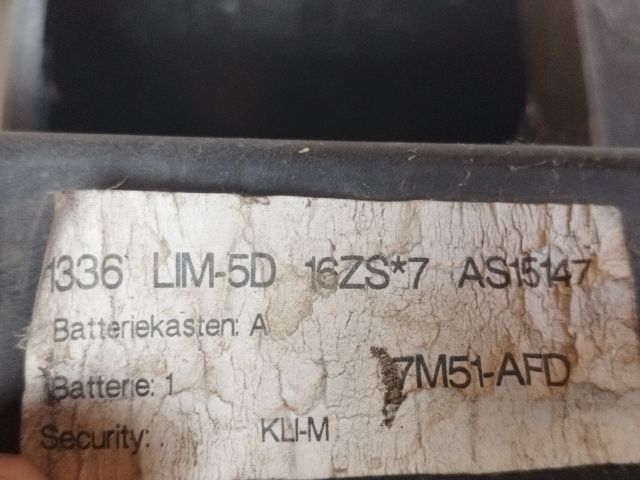 1336 LIM-5D 16ZS*7 AS15147
Batteriekasten: A
Batterie: 1 7M51-AFD
Security: KLI-M